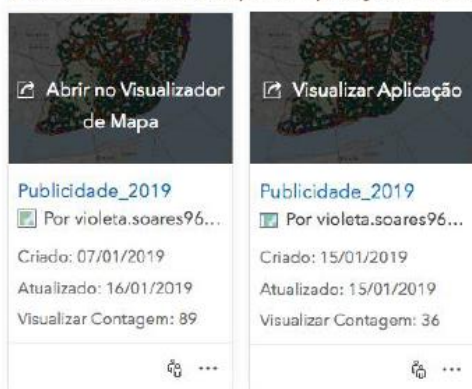 Abrir no Visualizador
de Mapa
Publicidade_2019
Por violeta.soares96...
Criado: 07/01/2019
Atualizado: 16/01/2019
Visualizar Contagem: 89
...
Visualizar Aplicação
Publicidade_2019
Por violeta.soares96...
Criado: 15/01/2019
Atualizado: 15/01/2019
Visualizar Contagem: 36
...